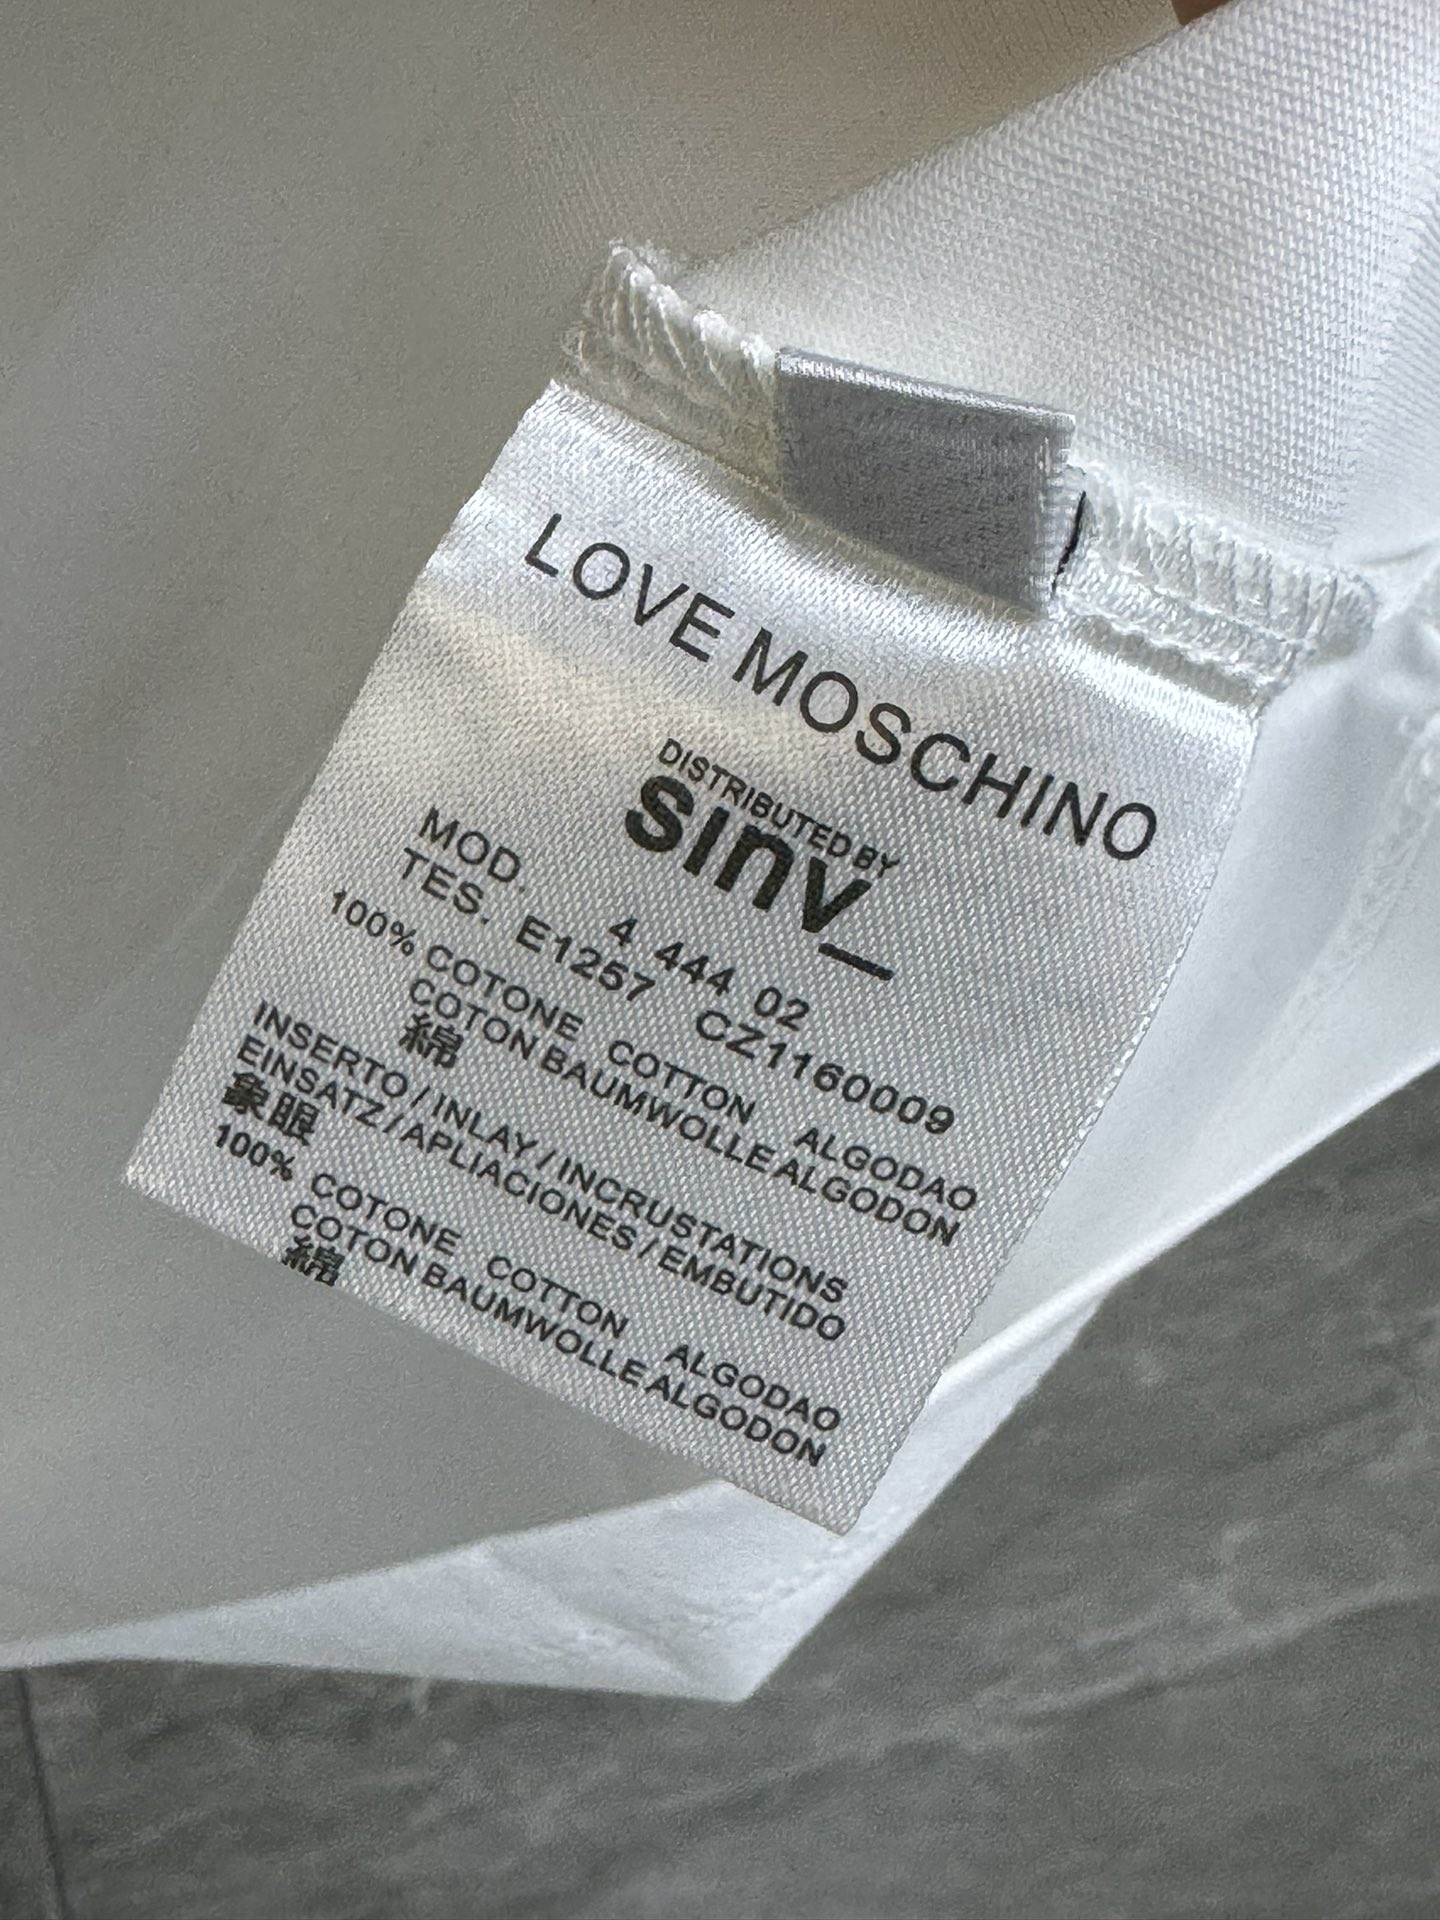 LOVE MOSCHINO
DISTRIBUTED BY
sınv_
MOD. 4 444 02
TES. E1257 CZ1160009
100% COTONE COTTON ALGODAO
COTON BAUMWOLLE ALGODON
綿
INSERTO / INLAY / INCRUSTATIONS
EINSATZ / APLIACIONES / EMBUTIDO
象眼
100% COTONE COTTON ALGODAO
COTON BAUMWOLLE ALGODON
綿